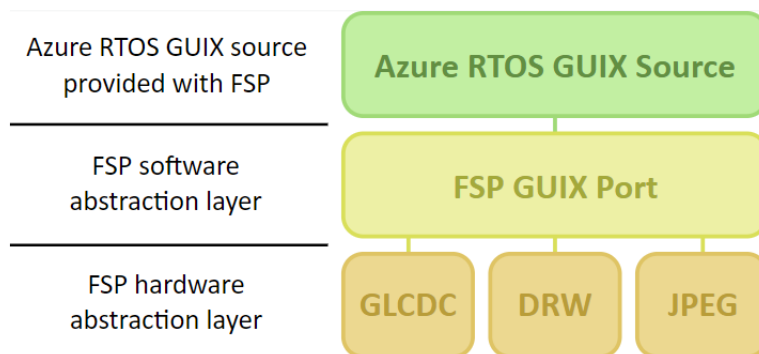 Azure RTOS GUIX source
provided with FSP
Azure RTOS GUIX Source
FSP software
abstraction layer
FSP GUIX Port
FSP hardware
abstraction layer
GLCDC
DRW
JPEG